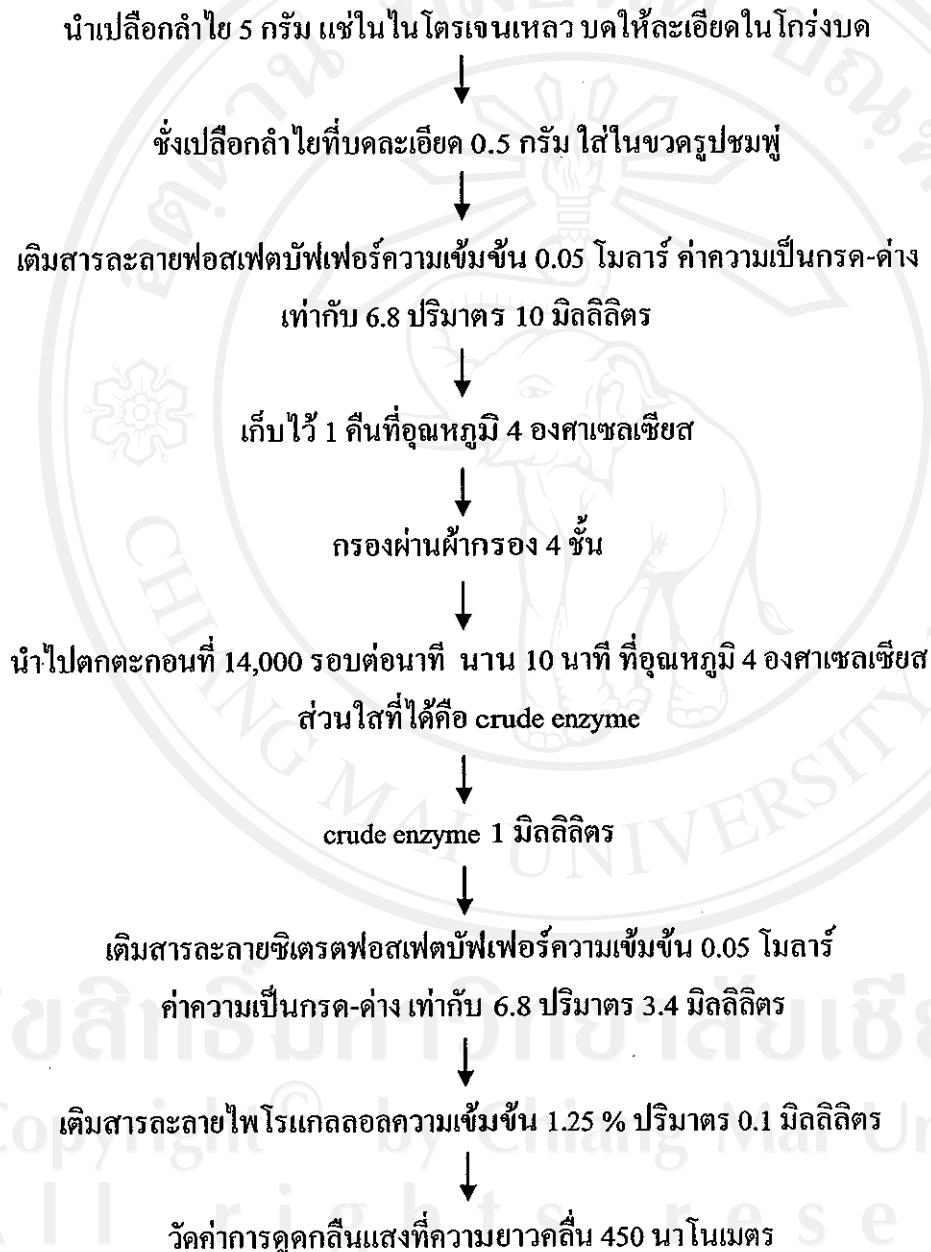 นำเปลือกลำไย 5 กรัม แช่ในไนโตรเจนเหลว บดให้ละเอียดในโกร่งบด
ชั่งเปลือกลำไยที่บดละเอียด 0.5 กรัม ใส่ในขวดรูปชมพู่
เติมสารละลายฟอสเฟตบัฟเฟอร์ความเข้มข้น 0.05 โมลาร์ ค่าความเป็นกรด-ด่าง
เท่ากับ 6.8 ปริมาตร 10 มิลลิลิตร
เก็บไว้ 1 คืนที่อุณหภูมิ 4 องศาเซลเซียส
กรองผ่านผ้ากรอง 4 ชั้น
นำไปตกตะกอนที่ 14,000 รอบต่อนาที นาน 10 นาที ที่อุณหภูมิ 4 องศาเซลเซียส
ส่วนใสที่ได้คือ crude enzyme
crude enzyme 1 มิลลิลิตร
เติมสารละลายซิเตรตฟอสเฟตบัฟเฟอร์ความเข้มข้น 0.05 โมลาร์
ค่าความเป็นกรด-ด่าง เท่ากับ 6.8 ปริมาตร 3.4 มิลลิลิตร
เติมสารละลายไพโรแกลลอลความเข้มข้น 1.25 % ปริมาตร 0.1 มิลลิลิตร
วัดค่าการดูดกลืนแสงที่ความยาวคลื่น 450 นาโนเมตร
CHIANG MAI UNIVERSITY
Copyright © by Chiang Mai
All rights